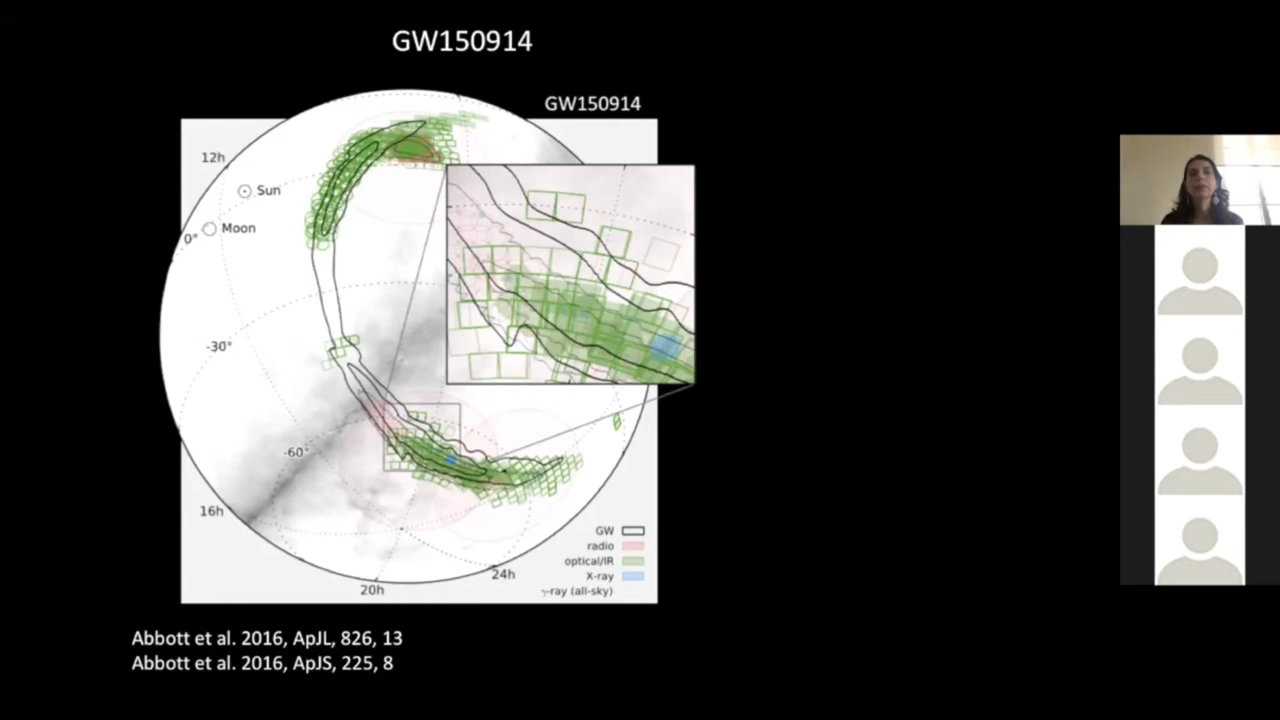 GW150914
GW150914
12h
Sun
Moon
0°
-30°
-60°
16h
GW
radio
optical/IR
X-ray
γ-ray (all-sky)
24h
20h
Abbott et al. 2016, ApJL, 826, 13
Abbott et al. 2016, ApJS, 225, 8